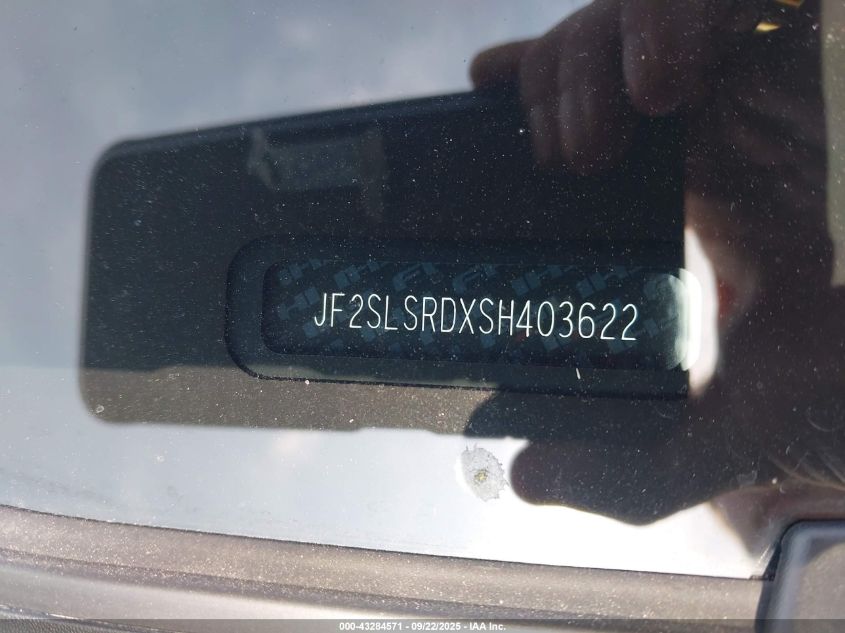 JF2SLSRDXSH403622
000-43284571 - 09/22/2025 - IAA Inc.